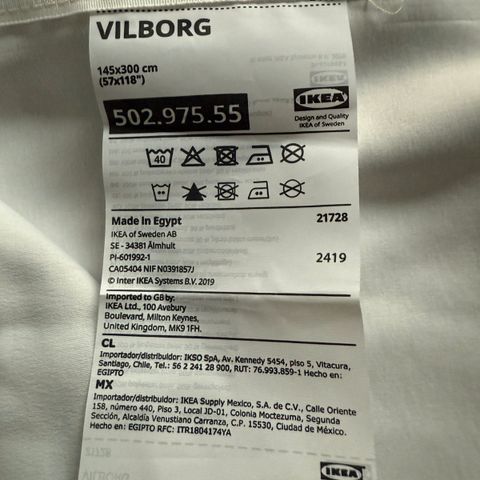 VILBORG
145x300 cm
(57x118")
502.975.55
IKEA
Design and Quality
IKEA of Sweden
40
Made in Egypt 21728
IKEA of Sweden AB
SE - 34381 Älmhult
PI-601992-1 2419
CA05404 NIF N0391857J
© Inter IKEA Systems B.V. 2019
Imported to GB by:
IKEA Ltd., 100 Avebury
Boulevard, Milton Keynes,
United Kingdom, MK9 1FH.
CL
Importador/distribuidor: IKSO SpA, Av. Kennedy 5454, piso 5, Vitacura,
Santiago, Chile, Tel.: 56 2 241 28 900, RUT: 76.993.859-1 Hecho en:
EGIPTO
MX
Importador/distribuidor: IKEA Supply Mexico, S.A. de C.V., Calle Oriente
158, número 440, Piso 3, Local JD-01, Colonia Moctezuma, Segunda
Sección, Alcaldía Venustiano Carranza, C.P. 15530, Ciudad de México.
Hecho en: EGIPTO RFC: ITR1804174YA
21728
VILBORG
IKEA